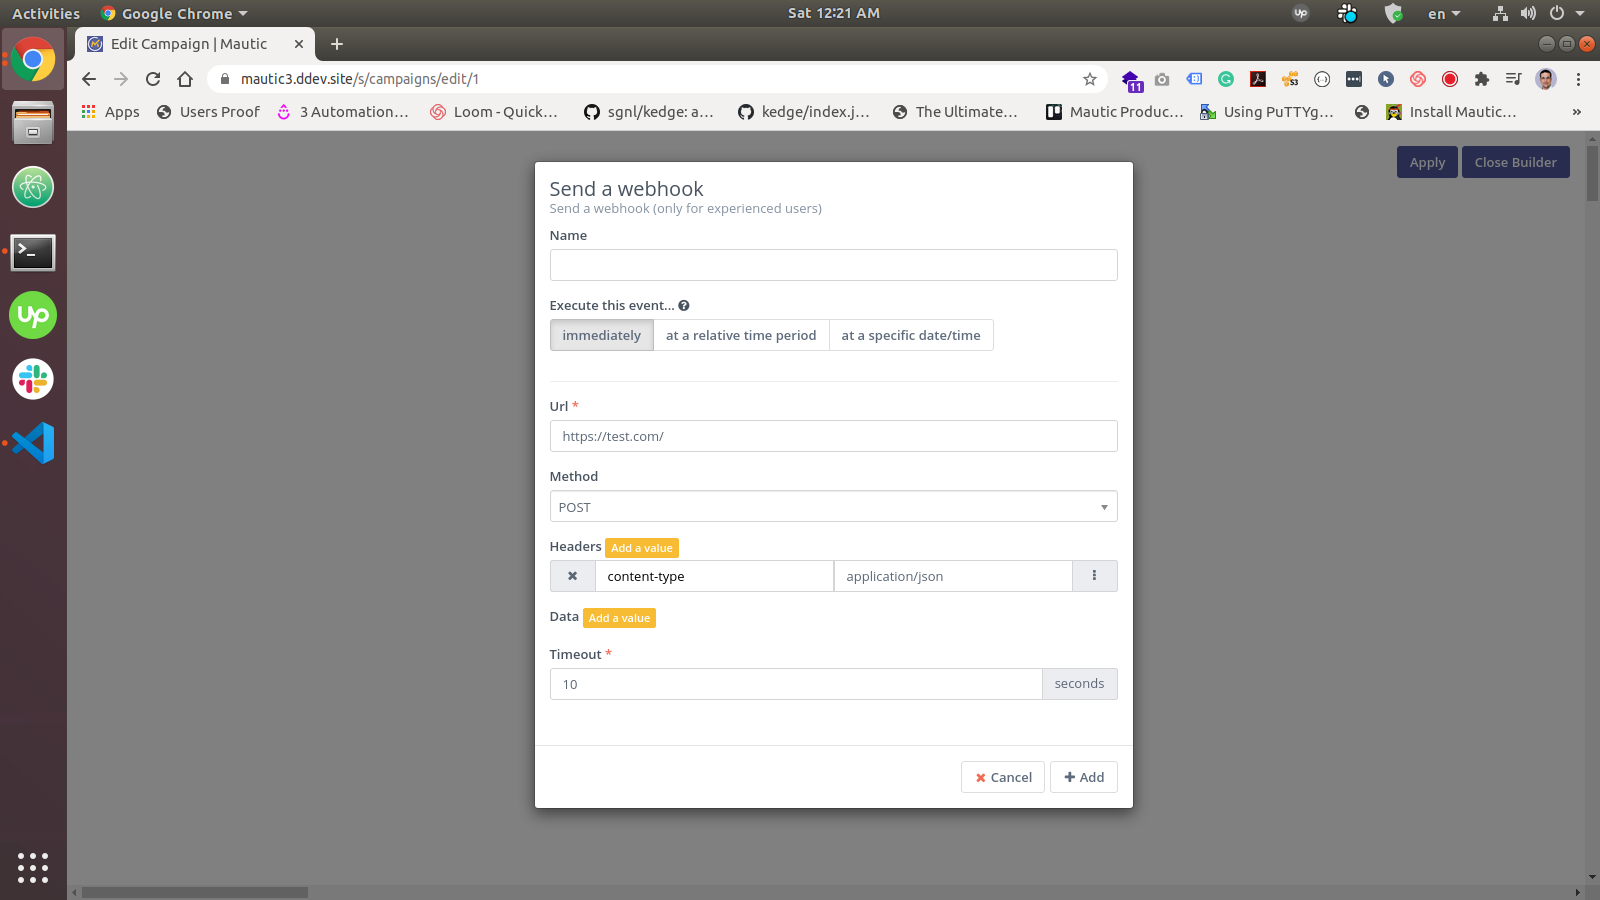 Activities Google Chrome Sat 12:21 AM up en
Edit Campaign | Mautic
mautic3.ddev.site/s/campaigns/edit/1
11
S3
Apps Users Proof 3 Automation... Loom - Quick... sgnl/kedge: a... kedge/index.j... The Ultimate... Mautic Produc... Using PuTTYg... Install Mautic... »
Apply Close Builder
Send a webhook
Send a webhook (only for experienced users)
Name
Execute this event...
immediately at a relative time period at a specific date/time
Url *
https://test.com/
Method
POST
Headers Add a value
content-type application/json
Data Add a value
Timeout *
10 seconds
Cancel Add
up